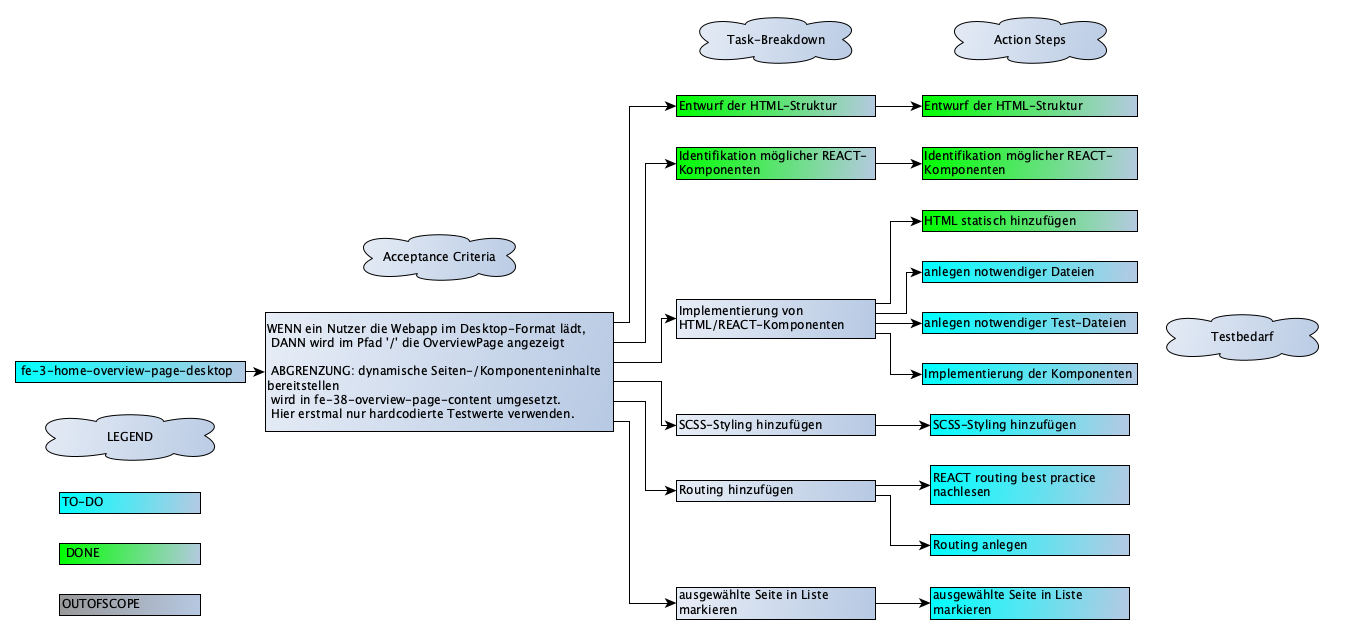 Task-Breakdown
Action Steps
Entwurf der HTML-Struktur
Entwurf der HTML-Struktur
Identifikation möglicher REACT-
Komponenten
Identifikation möglicher REACT-
Komponenten
HTML statisch hinzufügen
Acceptance Criteria
anlegen notwendiger Dateien
WENN ein Nutzer die Webapp im Desktop-Format lädt,
DANN wird im Pfad '/' die OverviewPage angezeigt
ABGRENZUNG: dynamische Seiten-/Komponenteninhalte
bereitstellen
wird in fe-38-overview-page-content umgesetzt.
Hier erstmal nur hardcodierte Testwerte verwenden.
Implementierung von
HTML/REACT-Komponenten
anlegen notwendiger Test-Dateien
Testbedarf
fe-3-home-overview-page-desktop
Implementierung der Komponenten
SCSS-Styling hinzufügen
SCSS-Styling hinzufügen
LEGEND
Routing hinzufügen
REACT routing best practice
nachlesen
TO-DO
Routing anlegen
DONE
OUTOFSCOPE
ausgewählte Seite in Liste
markieren
ausgewählte Seite in Liste
markieren